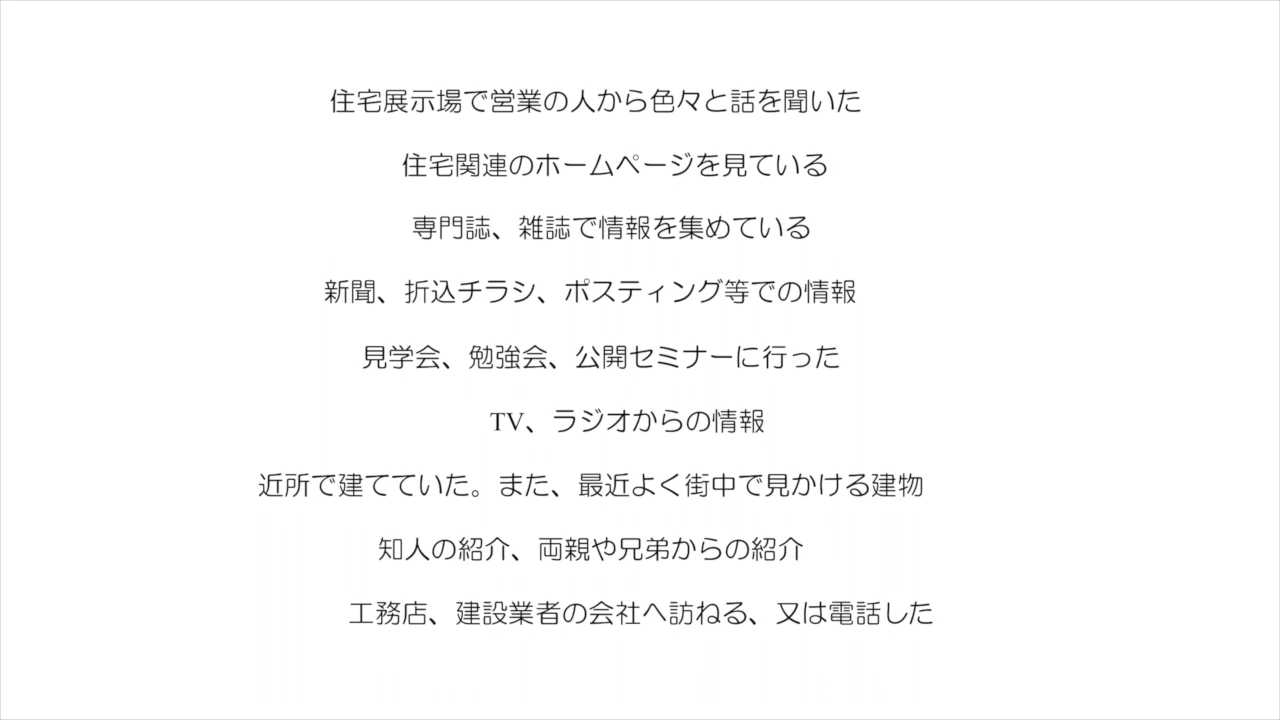 住宅展示場で営業の人から色々と話を聞いた
住宅関連のホームページを見ている
専門誌、雑誌で情報を集めている
新聞、折込チラシ、ポスティング等での情報
見学会、勉強会、公開セミナーに行った
TV、ラジオからの情報
近所で建てていた。また、最近よく街中で見かける建物
知人の紹介、両親や兄弟からの紹介
工務店、建設業者の会社へ訪ねる、又は電話した